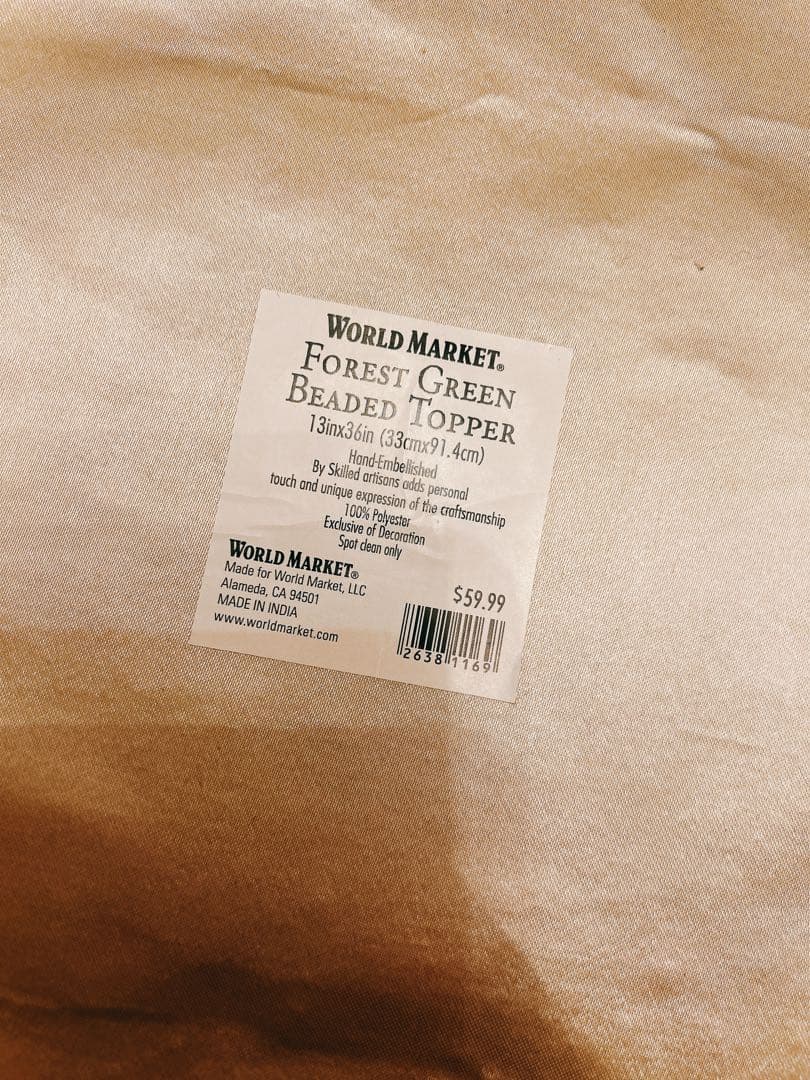 WORLD MARKET®
FOREST GREEN
BEADED TOPPER
13inx36in (33cmx91.4cm)
Hand-Embellished
By Skilled artisans adds personal
touch and unique expression of the craftsmanship
100% Polyester
Exclusive of Decoration
Spot clean only
WORLD MARKET®
Made for World Market, LLC
Alameda, CA 94501
MADE IN INDIA
www.worldmarket.com
$59.99
26381169